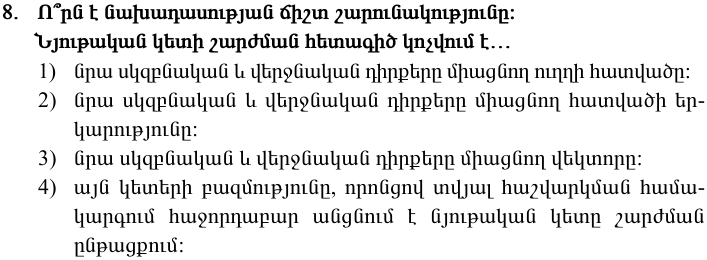 8. Ո՞րն է նախադասության ճիշտ շարունակությունը:
Նյութական կետի շարժման հետագիծ կոչվում է…
1) նրա սկզբնական և վերջնական դիրքերը միացնող ուղղի հատվածը:
2) նրա սկզբնական և վերջնական դիրքերը միացնող հատվածի եր-
կարությունը:
3) նրա սկզբնական և վերջնական դիրքերը միացնող վեկտորը:
4) այն կետերի բազմությունը, որոնցով տվյալ հաշվարկման համա-
կարգում հաջորդաբար անցնում է նյութական կետը շարժման
ընթացքում: